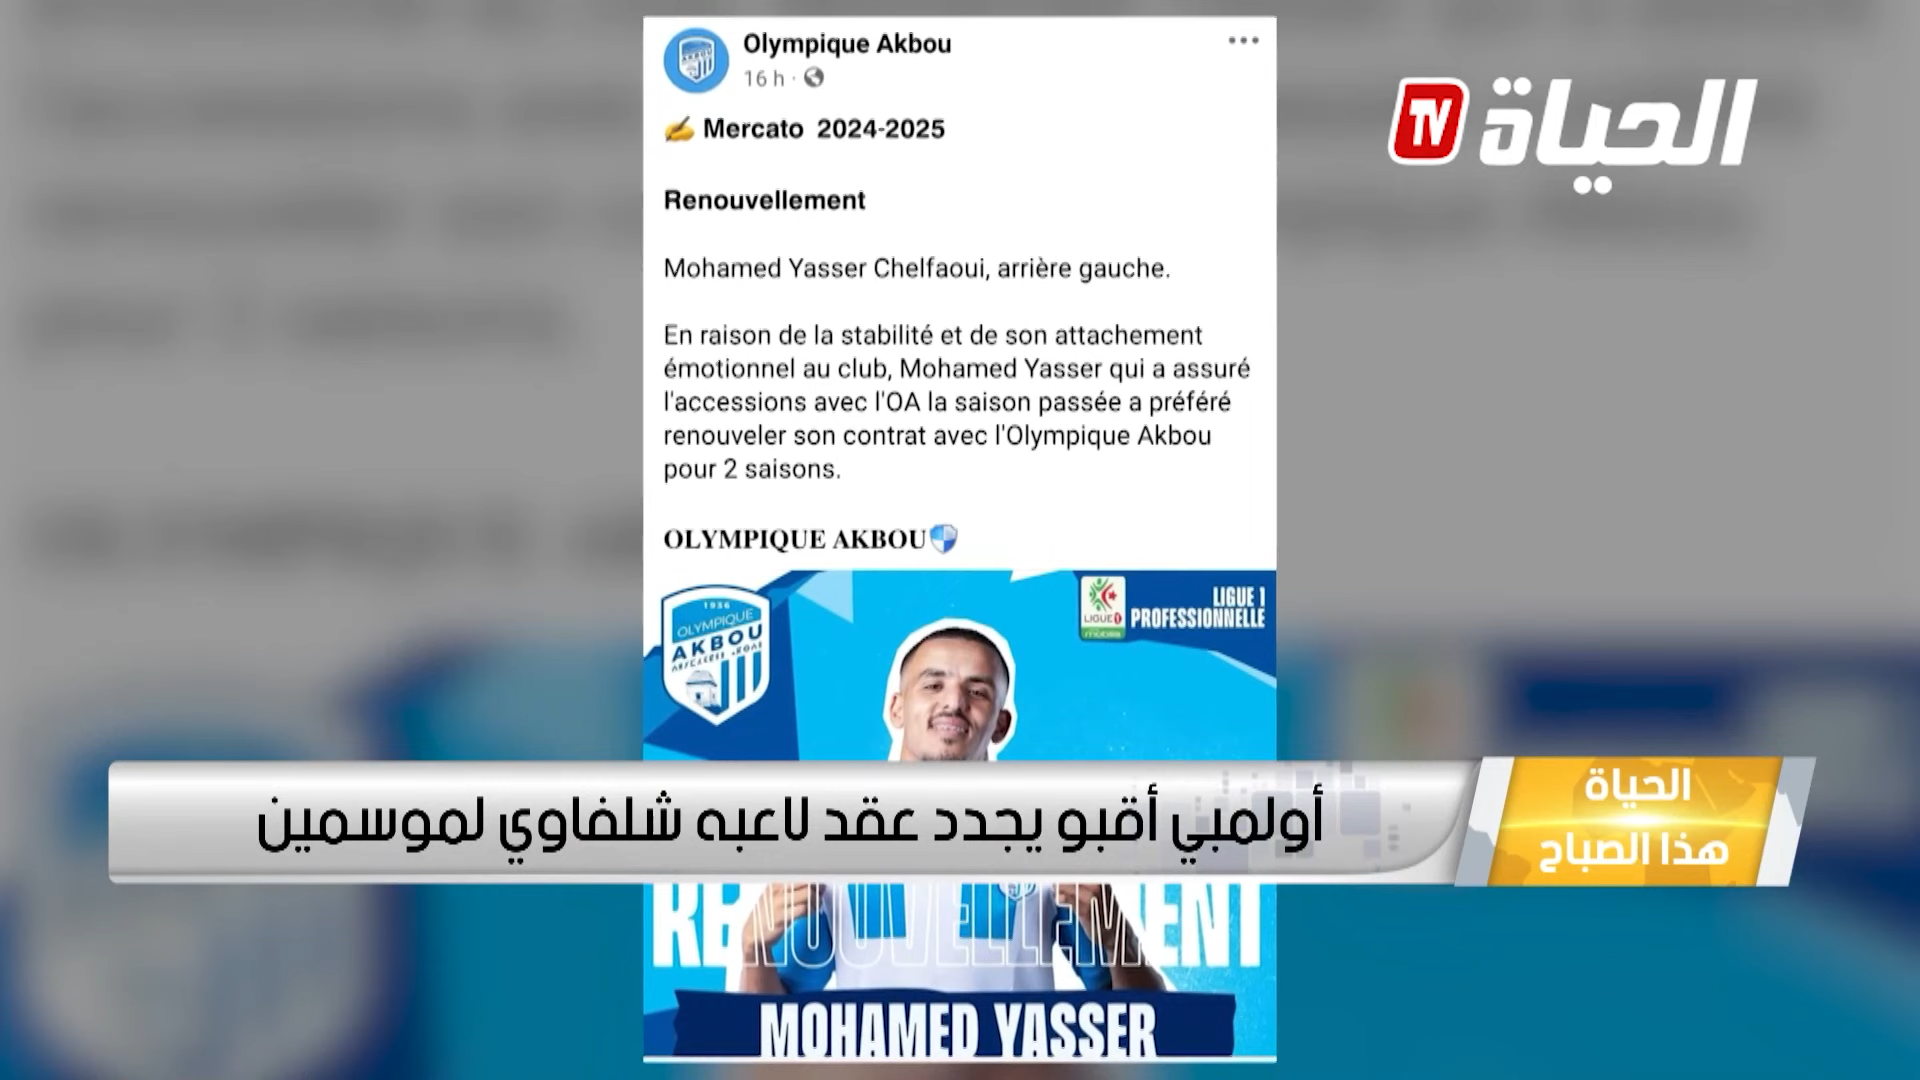 Olympique Akbou
16 h ·
Mercato 2024-2025
Renouvellement
Mohamed Yasser Chelfaoui, arrière gauche.
En raison de la stabilité et de son attachement
émotionnel au club, Mohamed Yasser qui a assuré
l'accessions avec l'OA la saison passée a préféré
renouveler son contrat avec l'Olympique Akbou
pour 2 saisons.
OLYMPIQUE AKBOU
TV الحياة
1936
OLYMPIQUE
AKBOU
LIGUE 1
mobilis
LIGUE 1
PROFESSIONNELLE
الحياة
هذا الصباح
أولمبي أقبو يجدد عقد لاعبه شلفاوي لموسمين
RENOUVELLEMENT
MOHAMED YASSER